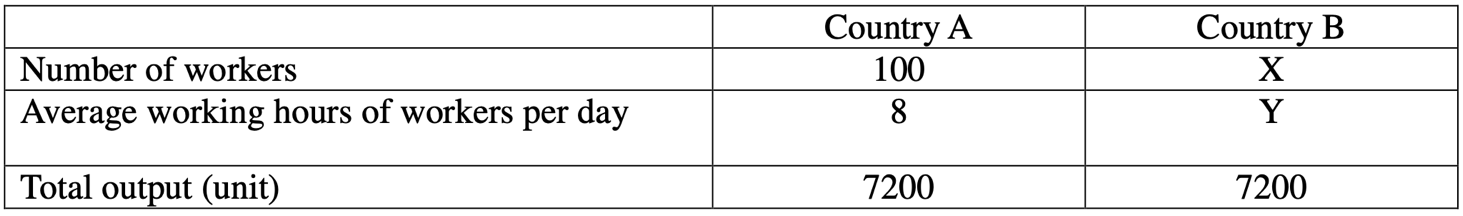 Country A Country B
Number of workers 100 X
Average working hours of workers per day 8 Y
Total output (unit) 7200 7200